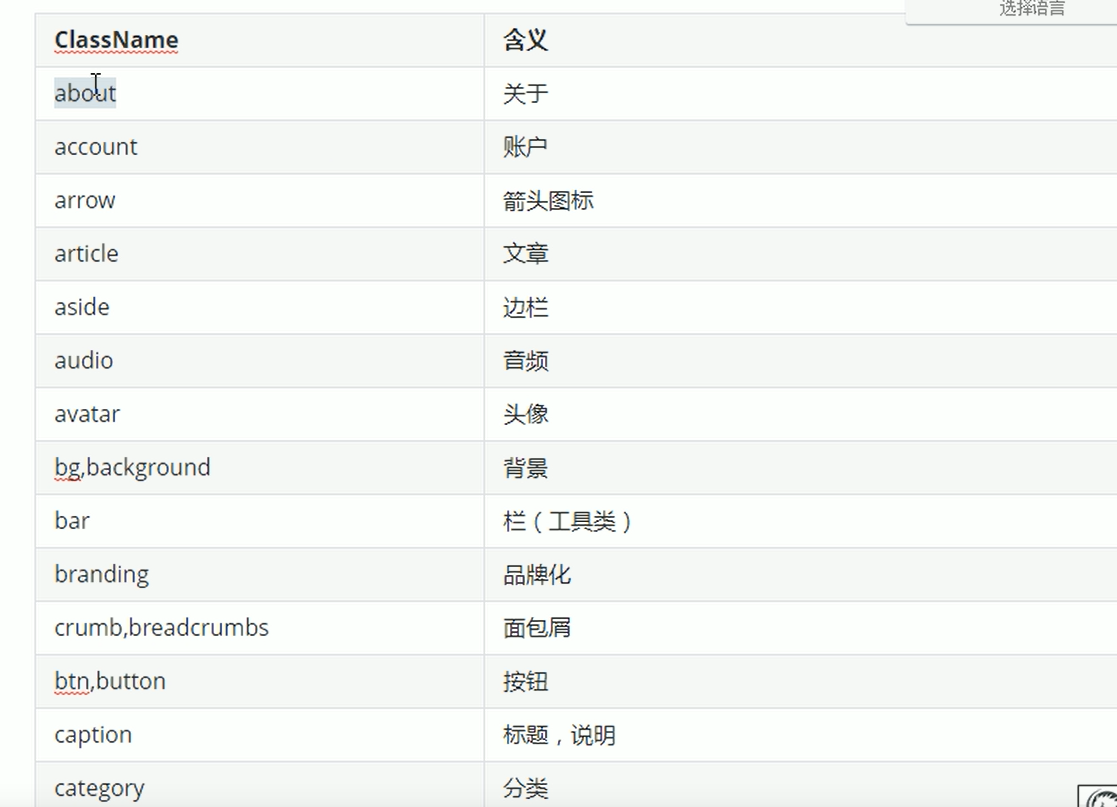 选择语言
ClassName 含义
about 关于
account 账户
arrow 箭头图标
article 文章
aside 边栏
audio 音频
avatar 头像
bg,background 背景
bar 栏（工具类）
branding 品牌化
crumb,breadcrumbs 面包屑
btn,button 按钮
caption 标题，说明
category 分类